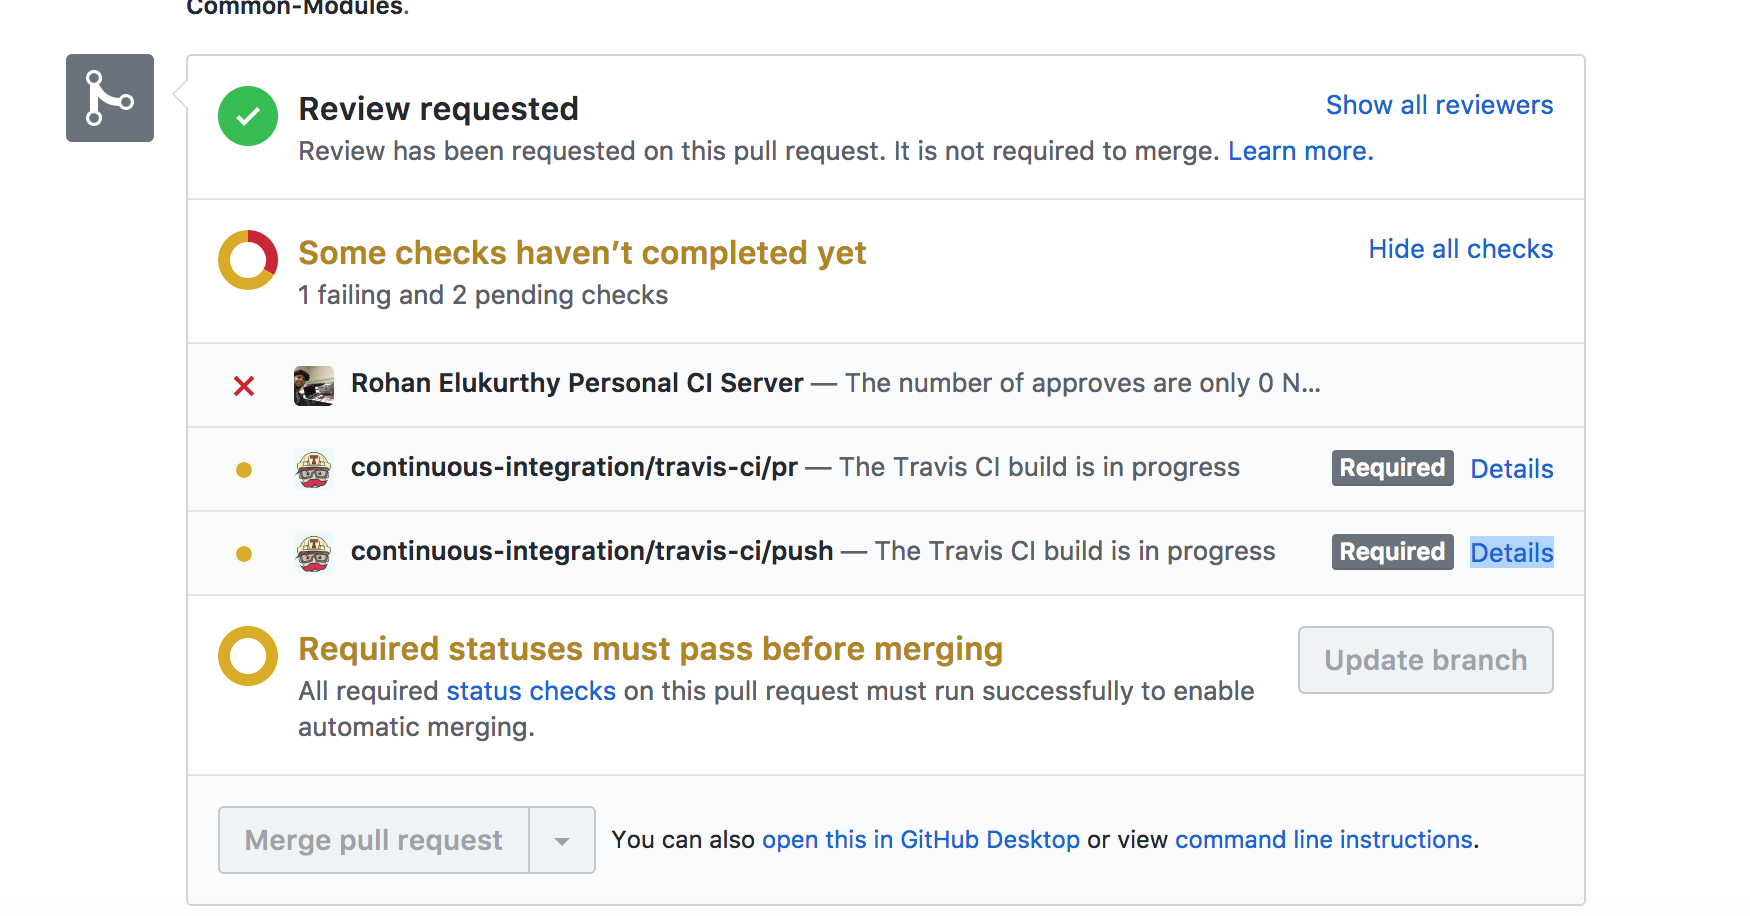 Common-Modules.
Review requested
Show all reviewers
Review has been requested on this pull request. It is not required to merge. Learn more.
Some checks haven’t completed yet
Hide all checks
1 failing and 2 pending checks
Rohan Elukurthy Personal CI Server — The number of approves are only 0 N...
continuous-integration/travis-ci/pr — The Travis CI build is in progress
Required Details
continuous-integration/travis-ci/push — The Travis CI build is in progress
Required Details
Required statuses must pass before merging
Update branch
All required status checks on this pull request must run successfully to enable
automatic merging.
Merge pull request
You can also open this in GitHub Desktop or view command line instructions.